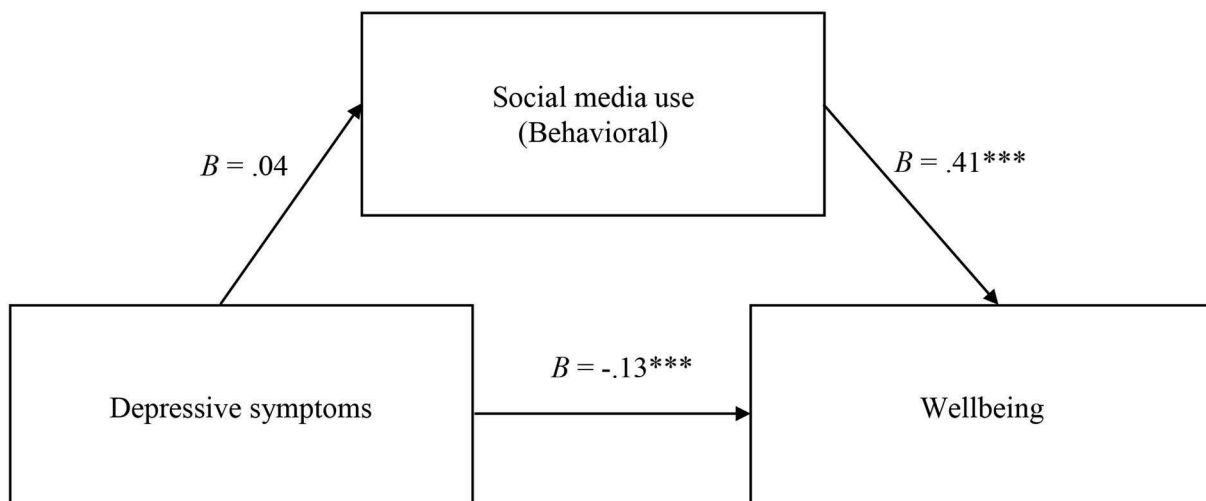 Social media use
(Behavioral)
B = .04
B = .41***
B = -.13***
Depressive symptoms
Wellbeing